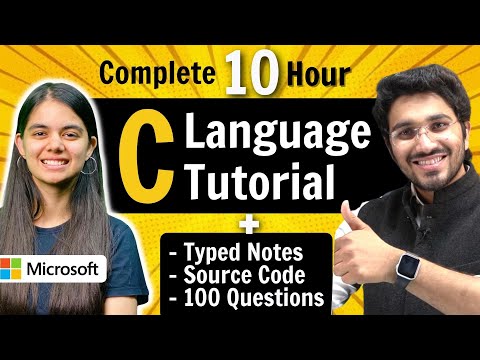 Complete 10 Hour
C Language
Tutorial
+
- Typed Notes
- Source Code
- 100 Questions
Microsoft